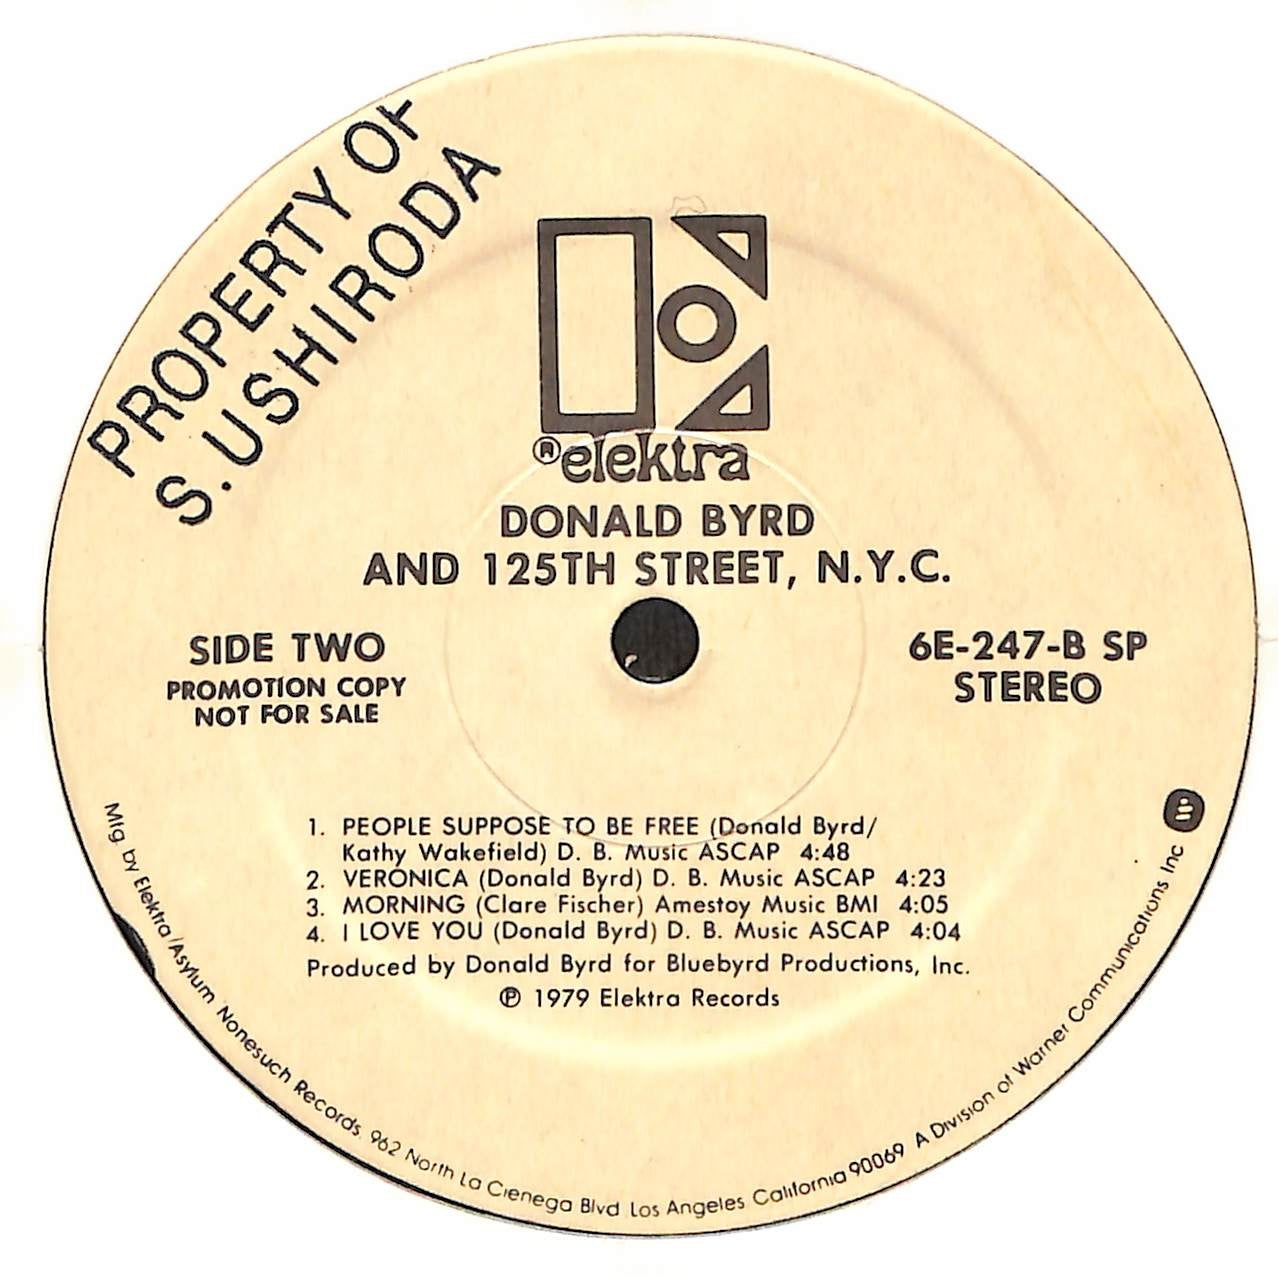 PROPERTY OF
S. USHIRODA
® elektra
DONALD BYRD
AND 125TH STREET, N.Y.C.
SIDE TWO
PROMOTION COPY
NOT FOR SALE
6E-247-B SP
STEREO
1. PEOPLE SUPPOSE TO BE FREE (Donald Byrd/
Kathy Wakefield) D. B. Music ASCAP 4:48
2. VERONICA (Donald Byrd) D. B. Music ASCAP 4:23
3. MORNING (Clare Fischer) Amestoy Music BMI 4:05
4. I LOVE YOU (Donald Byrd) D. B. Music ASCAP 4:04
Produced by Donald Byrd for Bluebyrd Productions, Inc.
℗ 1979 Elektra Records
Mfg. by Elektra/Asylum Nonesuch Records. 962 North La Cienega Blvd. Los Angeles California 90069 A Division of Warner Communications Inc